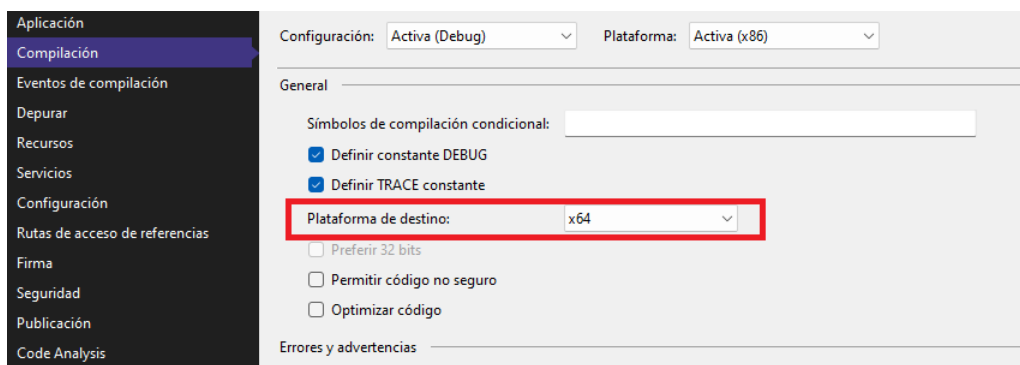 Aplicación
Compilación
Eventos de compilación
Depurar
Recursos
Servicios
Configuración
Rutas de acceso de referencias
Firma
Seguridad
Publicación
Code Analysis
Configuración: Activa (Debug) Plataforma: Activa (x86)
General
Símbolos de compilación condicional:
Definir constante DEBUG
Definir TRACE constante
Plataforma de destino: x64
Preferir 32 bits
Permitir código no seguro
Optimizar código
Errores y advertencias